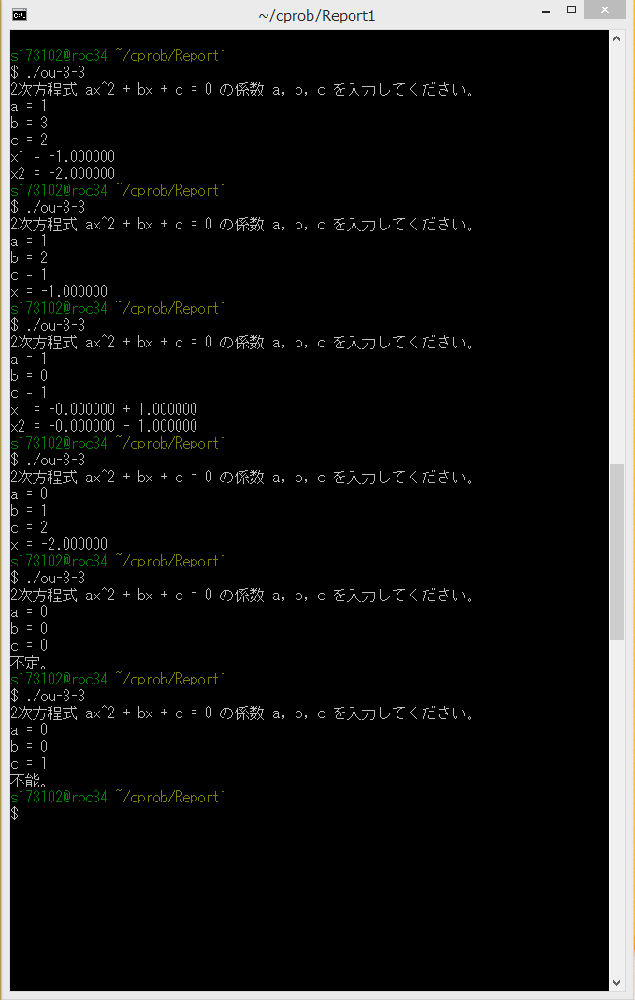 ~/cprob/Report1
s173102@rpc34 ~/cprob/Report1
$ ./ou-3-3
2次方程式 ax^2 + bx + c = 0 の係数 a, b, c を入力してください。
a = 1
b = 3
c = 2
x1 = -1.000000
x2 = -2.000000
s173102@rpc34 ~/cprob/Report1
$ ./ou-3-3
2次方程式 ax^2 + bx + c = 0 の係数 a, b, c を入力してください。
a = 1
b = 2
c = 1
x = -1.000000
s173102@rpc34 ~/cprob/Report1
$ ./ou-3-3
2次方程式 ax^2 + bx + c = 0 の係数 a, b, c を入力してください。
a = 1
b = 0
c = 1
x1 = -0.000000 + 1.000000 i
x2 = -0.000000 - 1.000000 i
s173102@rpc34 ~/cprob/Report1
$ ./ou-3-3
2次方程式 ax^2 + bx + c = 0 の係数 a, b, c を入力してください。
a = 0
b = 1
c = 2
x = -2.000000
s173102@rpc34 ~/cprob/Report1
$ ./ou-3-3
2次方程式 ax^2 + bx + c = 0 の係数 a, b, c を入力してください。
a = 0
b = 0
c = 0
不定。
s173102@rpc34 ~/cprob/Report1
$ ./ou-3-3
2次方程式 ax^2 + bx + c = 0 の係数 a, b, c を入力してください。
a = 0
b = 0
c = 1
不能。
s173102@rpc34 ~/cprob/Report1
$